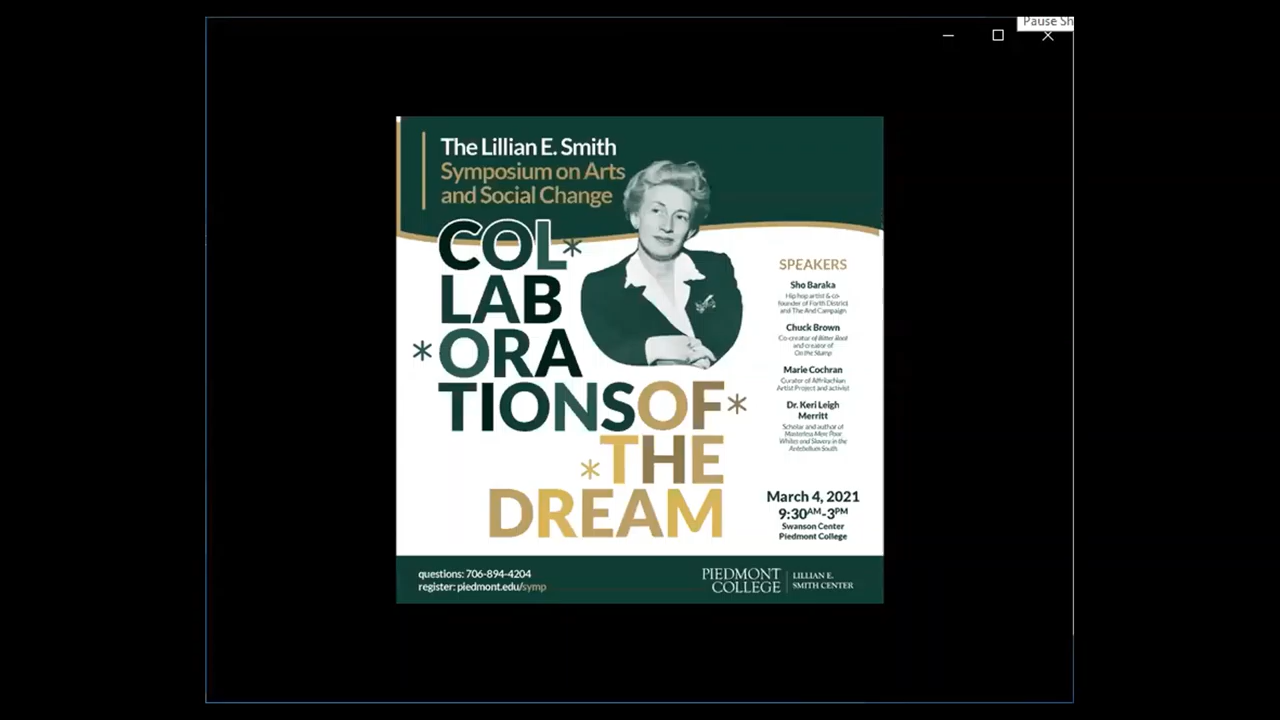 Pause Sh
The Lillian E. Smith
Symposium on Arts
and Social Change
COL
LAB
ORA
TIONS OF
THE
DREAM
SPEAKERS
Sho Baraka
Hip hop artist & co-
founder of Forth District
and The And Campaign
Chuck Brown
Co-creator of Bitter Root
and creator of
On the Stump
Marie Cochran
Curator of Affrilachian
Artist Project and activist
Dr. Keri Leigh
Merritt
Scholar and author of
Masterless Men: Poor
Whites and Slavery in the
Antebellum South
March 4, 2021
9:30AM-3PM
Swanson Center
Piedmont College
questions: 706-894-4204
register: piedmont.edu/symp
PIEDMONT
COLLEGE
LILLIAN E.
SMITH CENTER